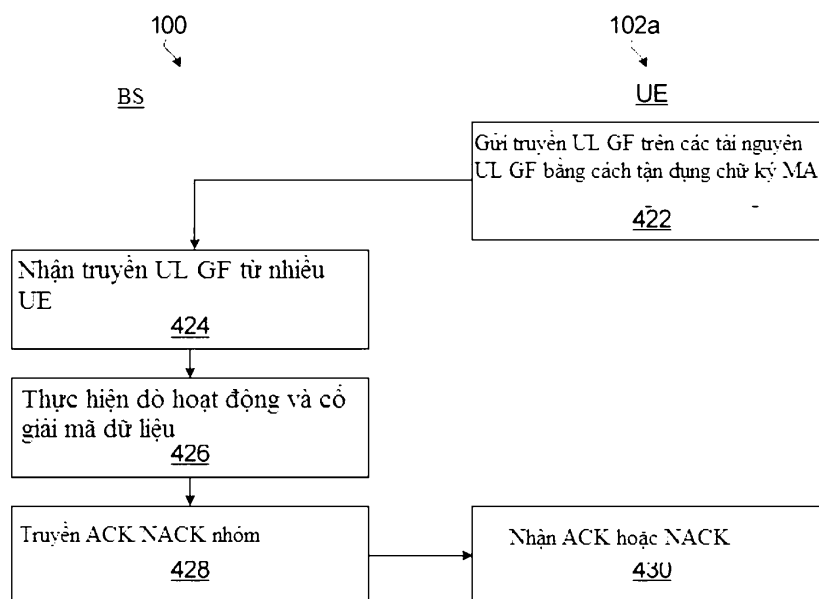 100
102a
BS
UE
Gửi truyền UL GF trên các tài nguyên
UL GF bằng cách tận dụng chữ ký MA
422
Nhận truyền UL GF từ nhiều
UE
424
Thực hiện dò hoạt động và cố
giải mã dữ liệu
426
Truyền ACK NACK nhóm
428
Nhận ACK hoặc NACK
430